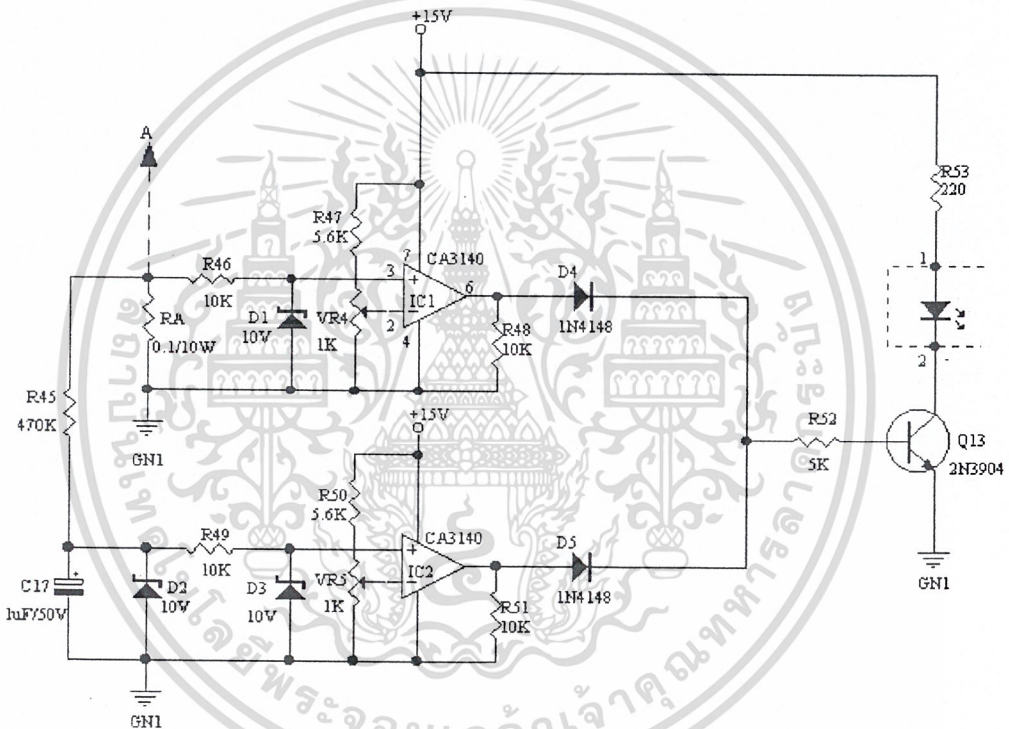 +15V
A
R53
220
R47
5.6K
7
CA3140
R46
10K
3
6
IC1
D4
1N4148
1
RA
0.1/10W
D1
10V
VR4
1K
2
4
R48
10K
2
R45
470K
+15V
GN1
R52
5K
Q13
2N3904
R50
5.6K
CA3140
R49
10K
IC2
D5
1N4148
C17
1uF/50V
D2
10V
D3
10V
VR5
1K
R51
10K
GN1
GN1